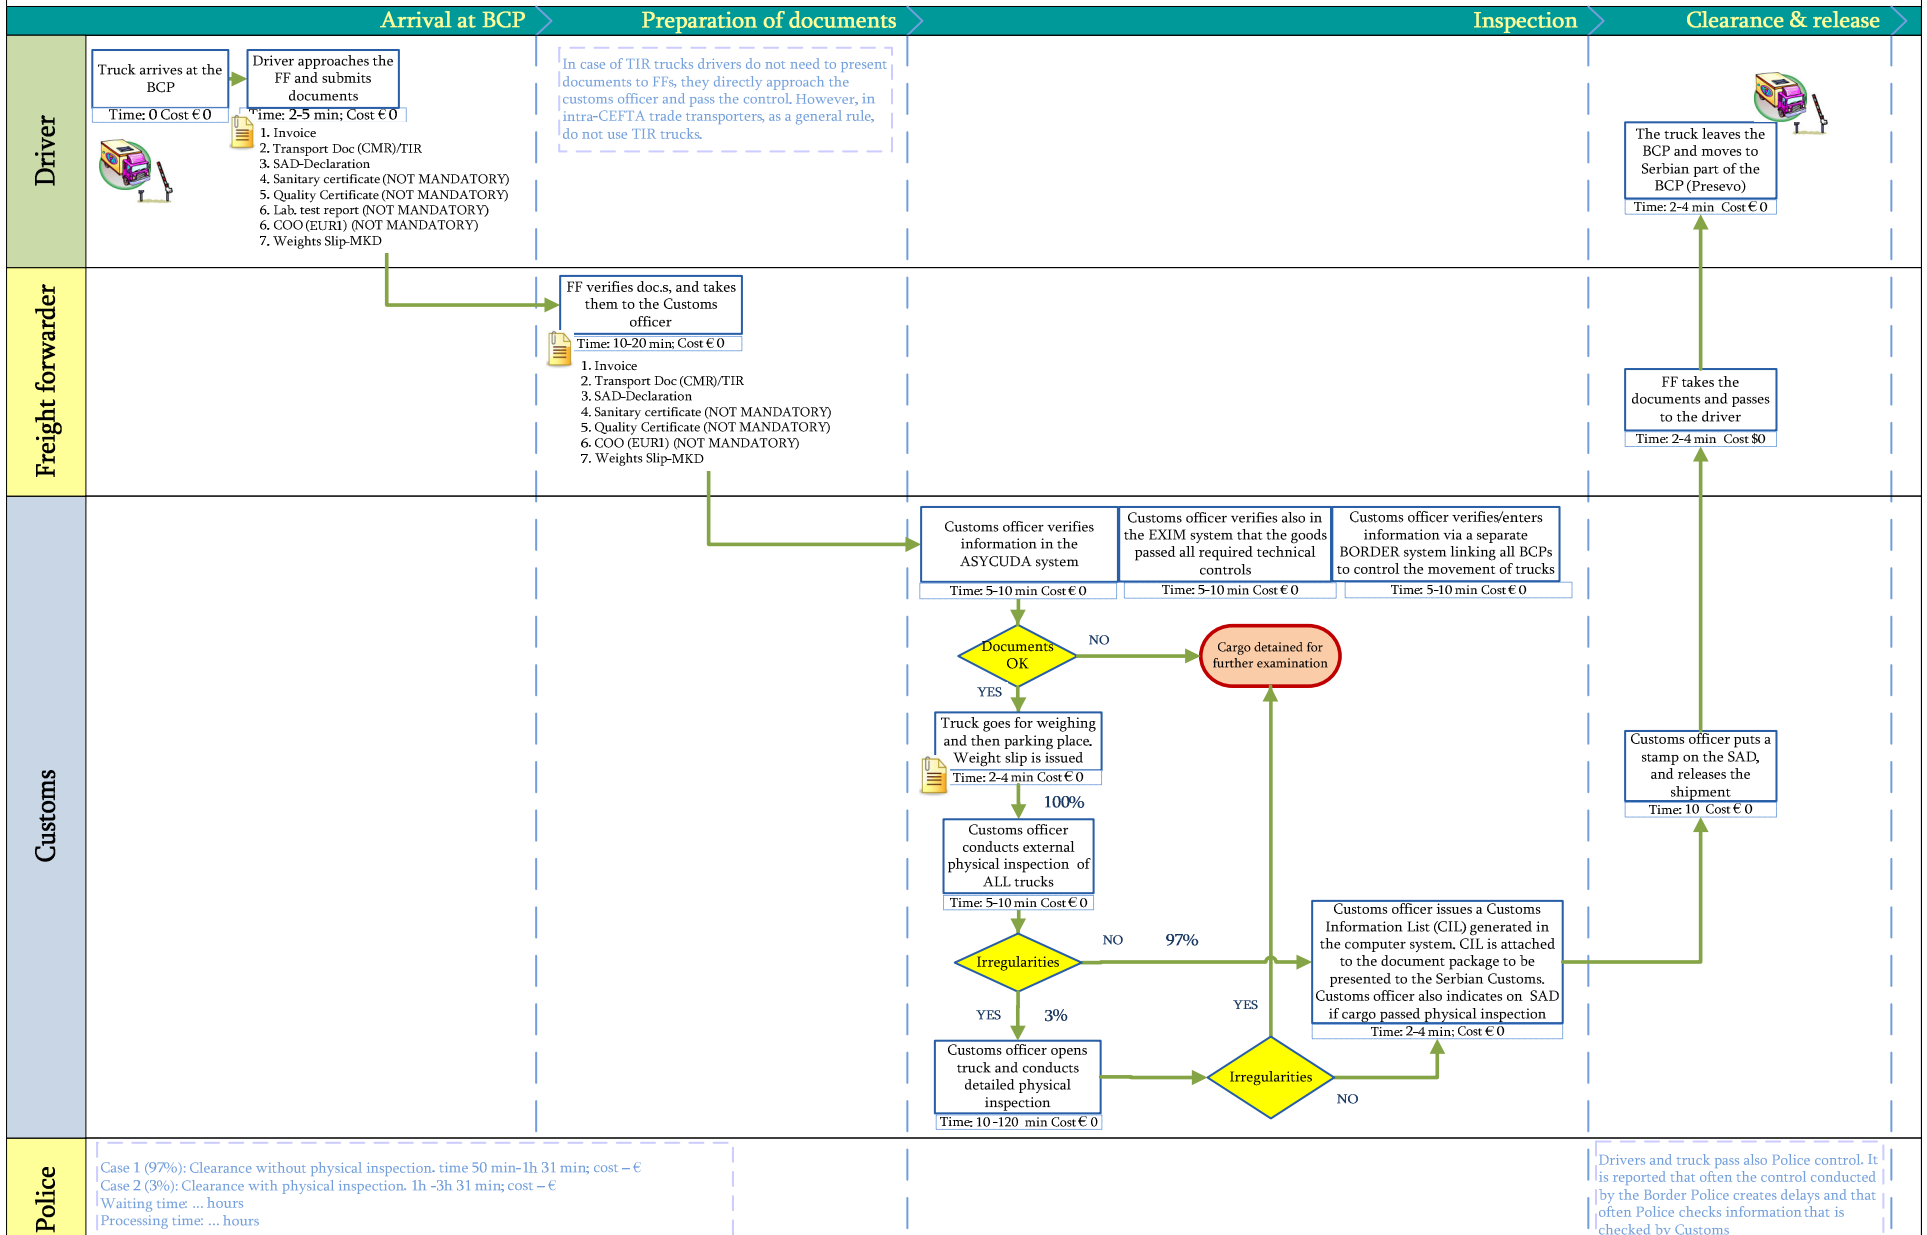 Arrival at BCP
Preparation of documents
Inspection
Clearance & release
Driver
Truck arrives at the
BCP
Time: 0 Cost € 0
Driver approaches the
FF and submits
documents
Time: 2-5 min; Cost € 0
1. Invoice
2. Transport Doc (CMR)/TIR
3. SAD-Declaration
4. Sanitary certificate (NOT MANDATORY)
5. Quality Certificate (NOT MANDATORY)
6. Lab. test report (NOT MANDATORY)
6. COO (EUR1) (NOT MANDATORY)
7. Weights Slip-MKD
In case of TIR trucks drivers do not need to present
documents to FFs, they directly approach the
customs officer and pass the control. However, in
intra-CEFTA trade transporters, as a general rule,
do not use TIR trucks.
The truck leaves the
BCP and moves to
Serbian part of the
BCP (Presevo)
Time: 2-4 min Cost € 0
Freight forwarder
FF verifies doc.s, and takes
them to the Customs
officer
Time: 10-20 min; Cost € 0
1. Invoice
2. Transport Doc (CMR)/TIR
3. SAD-Declaration
4. Sanitary certificate (NOT MANDATORY)
5. Quality Certificate (NOT MANDATORY)
6. COO (EUR1) (NOT MANDATORY)
7. Weights Slip-MKD
FF takes the
documents and passes
to the driver
Time: 2-4 min Cost $0
Customs
Customs officer verifies
information in the
ASYCUDA system
Time: 5-10 min Cost € 0
Customs officer verifies also in
the EXIM system that the goods
passed all required technical
controls
Time: 5-10 min Cost € 0
Customs officer verifies/enters
information via a separate
BORDER system linking all BCPs
to control the movement of trucks
Time: 5-10 min Cost € 0
Documents
OK
NO
Cargo detained for
further examination
YES
Truck goes for weighing
and then parking place.
Weight slip is issued
Time: 2-4 min Cost € 0
100%
Customs officer
conducts external
physical inspection of
ALL trucks
Time: 5-10 min Cost € 0
Irregularities
NO
97%
YES
3%
Customs officer opens
truck and conducts
detailed physical
inspection
Time: 10 -120 min Cost € 0
Irregularities
YES
NO
Customs officer issues a Customs
Information List (CIL) generated in
the computer system. CIL is attached
to the document package to be
presented to the Serbian Customs.
Customs officer also indicates on SAD
if cargo passed physical inspection
Time: 2-4 min; Cost € 0
Customs officer puts a
stamp on the SAD,
and releases the
shipment
Time: 10 Cost € 0
Police
Case 1 (97%): Clearance without physical inspection. time 50 min-1h 31 min; cost – €
Case 2 (3%): Clearance with physical inspection. 1h -3h 31 min; cost – €
Waiting time: ... hours
Processing time: ... hours
Drivers and truck pass also Police control. It
is reported that often the control conducted
by the Border Police creates delays and that
often Police checks information that is
checked by Customs